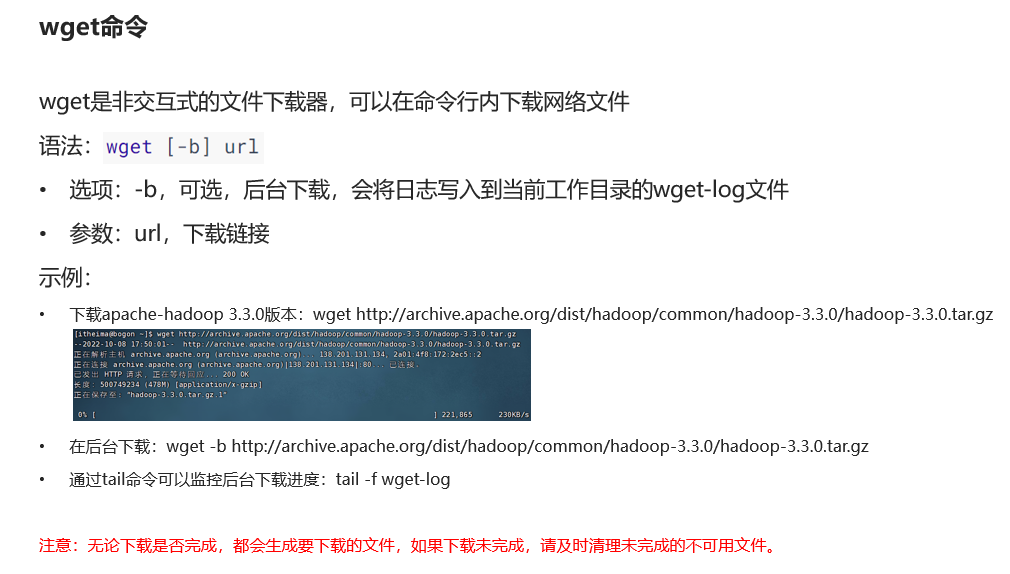 wget命令
wget是非交互式的文件下载器，可以在命令行内下载网络文件
语法：wget [-b] url
• 选项：-b，可选，后台下载，会将日志写入到当前工作目录的wget-log文件
• 参数：url，下载链接
示例：
• 下载apache-hadoop 3.3.0版本：wget http://archive.apache.org/dist/hadoop/common/hadoop-3.3.0/hadoop-3.3.0.tar.gz
[itheima@bogon ~]$ wget http://archive.apache.org/dist/hadoop/common/hadoop-3.3.0/hadoop-3.3.0.tar.gz
--2022-10-08 17:50:01--  http://archive.apache.org/dist/hadoop/common/hadoop-3.3.0/hadoop-3.3.0.tar.gz
正在解析主机 archive.apache.org (archive.apache.org)... 138.201.131.134, 2a01:4f8:172:2ec5::2
正在连接 archive.apache.org (archive.apache.org)|138.201.131.134|:80... 已连接。
已发出 HTTP 请求，正在等待回应... 200 OK
长度：500749234 (478M) [application/x-gzip]
正在保存至: "hadoop-3.3.0.tar.gz.1"
0% [ ] 221,865 230KB/s
• 在后台下载：wget -b http://archive.apache.org/dist/hadoop/common/hadoop-3.3.0/hadoop-3.3.0.tar.gz
• 通过tail命令可以监控后台下载进度：tail -f wget-log
注意：无论下载是否完成，都会生成要下载的文件，如果下载未完成，请及时清理未完成的不可用文件。